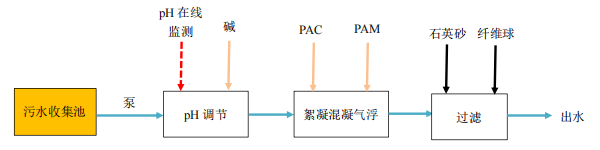 pH 在线
监测
碱
PAC
PAM
石英砂
纤维球
污水收集池
泵
pH 调节
絮凝混凝气浮
过滤
出水